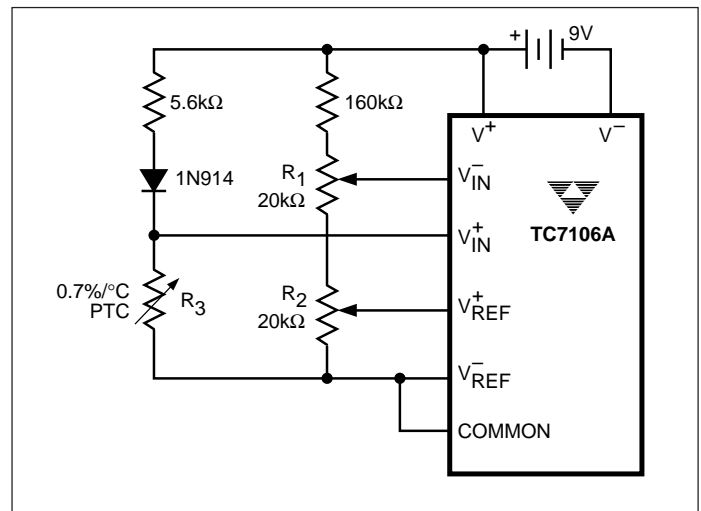 +
9V
5.6kΩ
160kΩ
V+
V−
1N914
R1
20kΩ
V−IN
V+IN
TC7106A
0.7%/°C
PTC
R3
R2
20kΩ
V+REF
V−REF
COMMON